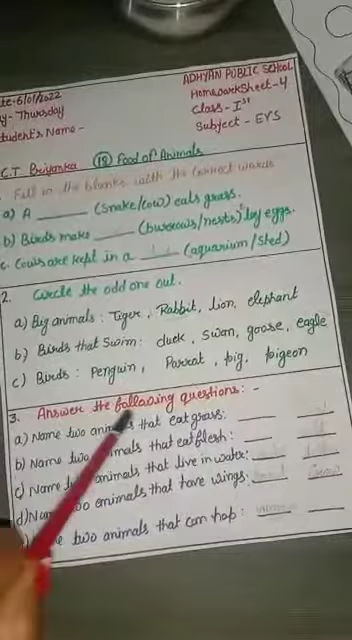 te: 6/01/2022
y - Thursday
tudent's Name -
ADHYAN PUBLIC SCHOOL
HomeworkSheet - 4
Class - Ist
Subject - EVS
C.T. Priyanka (18) Food of Animals
Fill in the blanks with the correct words
a) A ______ (Snake/Cow) eats grass.
b) Birds make ______ (burrows/nests) to lay eggs.
c. Cows are kept in a ______ (aquarium/Shed)
2. Circle the odd one out.
a) Big animals : Tiger, Rabbit, lion, elephant
b) Birds that Swim : duck, Swan, goose, eagle
c) Birds : Penguin, Parrot, pig, pigeon
3. Answer the following questions : -
a) Name two animals that eat grass:
b) Name two animals that eat flesh :
c) Name two animals that live in water:
d) Name two animals that have wings:
two animals that can hop: